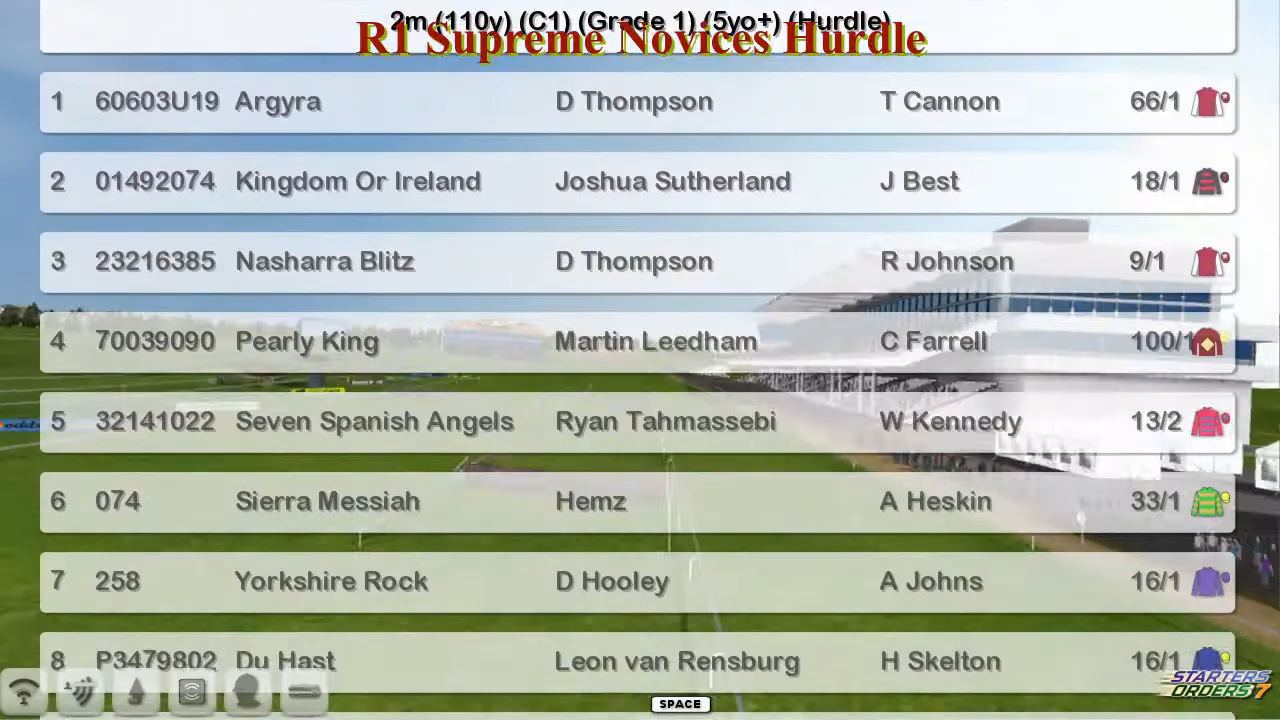 2m (110y) (C1) (Grade 1) (5yo+) (Hurdle)
R1 Supreme Novices Hurdle
1 60603U19 Argyra D Thompson T Cannon 66/1
2 01492074 Kingdom Or Ireland Joshua Sutherland J Best 18/1
3 23216385 Nasharra Blitz D Thompson R Johnson 9/1
4 70039090 Pearly King Martin Leedham C Farrell 100/1
5 32141022 Seven Spanish Angels Ryan Tahmassebi W Kennedy 13/2
6 074 Sierra Messiah Hemz A Heskin 33/1
7 258 Yorkshire Rock D Hooley A Johns 16/1
8 P3479802 Du Hast Leon van Rensburg H Skelton 16/1
STARTERS
ORDERS 7
SPACE